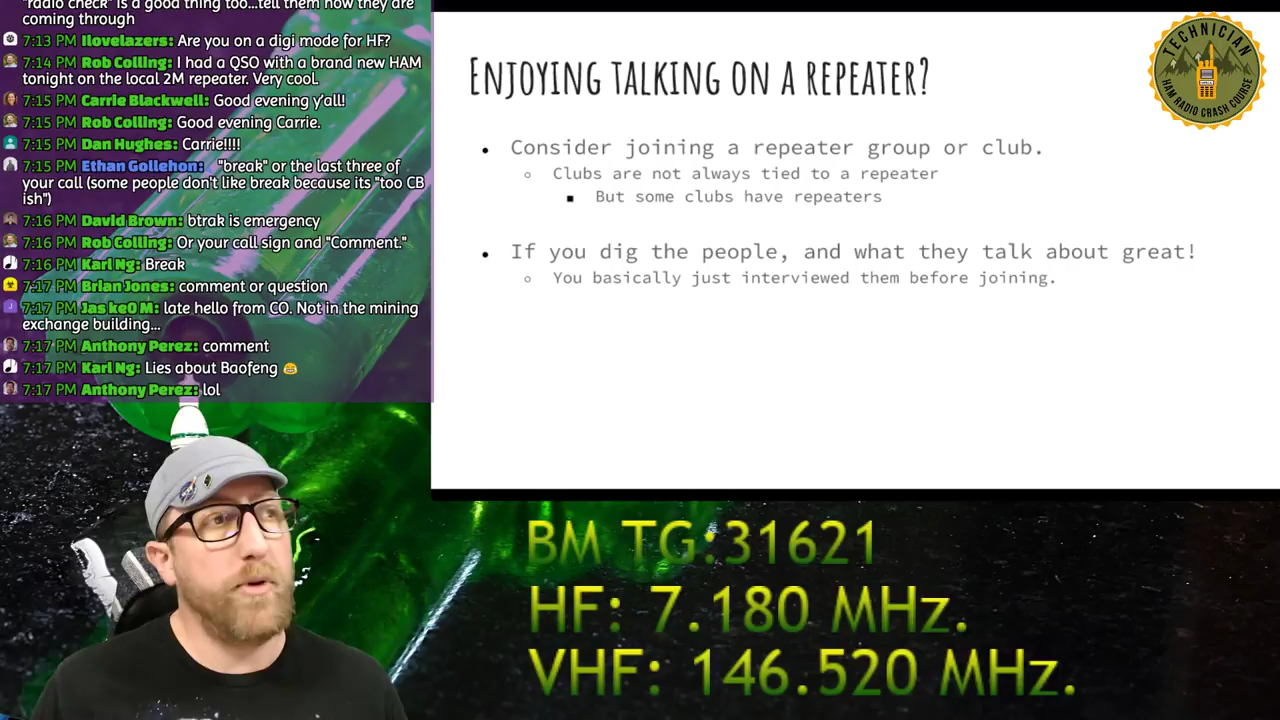 "radio check" is a good thing too...tell them how they are
coming through
7:13 PM Ilovelazers: Are you on a digi mode for HF?
7:14 PM Rob Colling: I had a QSO with a brand new HAM
tonight on the local 2M repeater. Very cool.
7:15 PM Carrie Blackwell: Good evening y'all!
7:15 PM Rob Colling: Good evening Carrie.
7:15 PM Dan Hughes: Carrie!!!!
7:15 PM Ethan Gollehon: "break" or the last three of
your call (some people don't like break because its "too CB
ish")
7:16 PM David Brown: btrak is emergency
7:16 PM Rob Colling: Or your call sign and "Comment."
7:16 PM Karl Ng: Break
7:17 PM Brian Jones: comment or question
7:17 PM Jas ke0 M: late hello from CO. Not in the mining
exchange building...
7:17 PM Anthony Perez: comment
7:17 PM Karl Ng: Lies about Baofeng 😂
7:17 PM Anthony Perez: lol
ENJOYING TALKING ON A REPEATER?
TECHNICIAN
HAM RADIO CRASH COURSE
• Consider joining a repeater group or club.
○ Clubs are not always tied to a repeater
■ But some clubs have repeaters
• If you dig the people, and what they talk about great!
○ You basically just interviewed them before joining.
BM TG:31621
HF: 7.180 MHz.
VHF: 146.520 MHz.